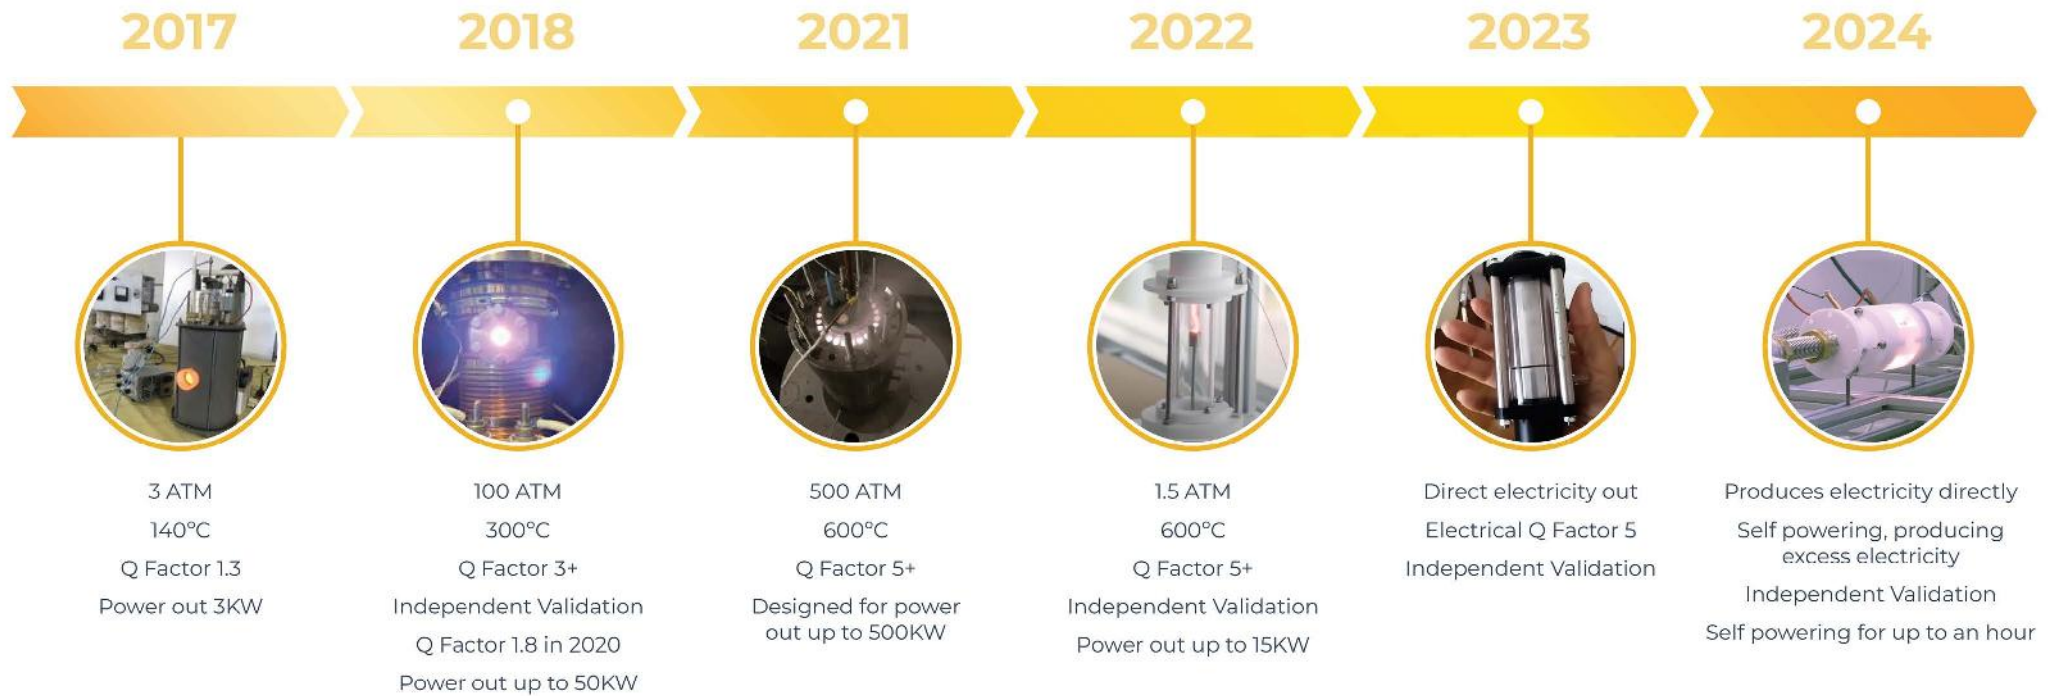 2017
2018
2021
2022
2023
2024
3 ATM
140°C
Q Factor 1.3
Power out 3KW
100 ATM
300°C
Q Factor 3+
Independent Validation
Q Factor 1.8 in 2020
Power out up to 50KW
500 ATM
600°C
Q Factor 5+
Designed for power
out up to 500KW
1.5 ATM
600°C
Q Factor 5+
Independent Validation
Power out up to 15KW
Direct electricity out
Electrical Q Factor 5
Independent Validation
Produces electricity directly
Self powering, producing
excess electricity
Independent Validation
Self powering for up to an hour